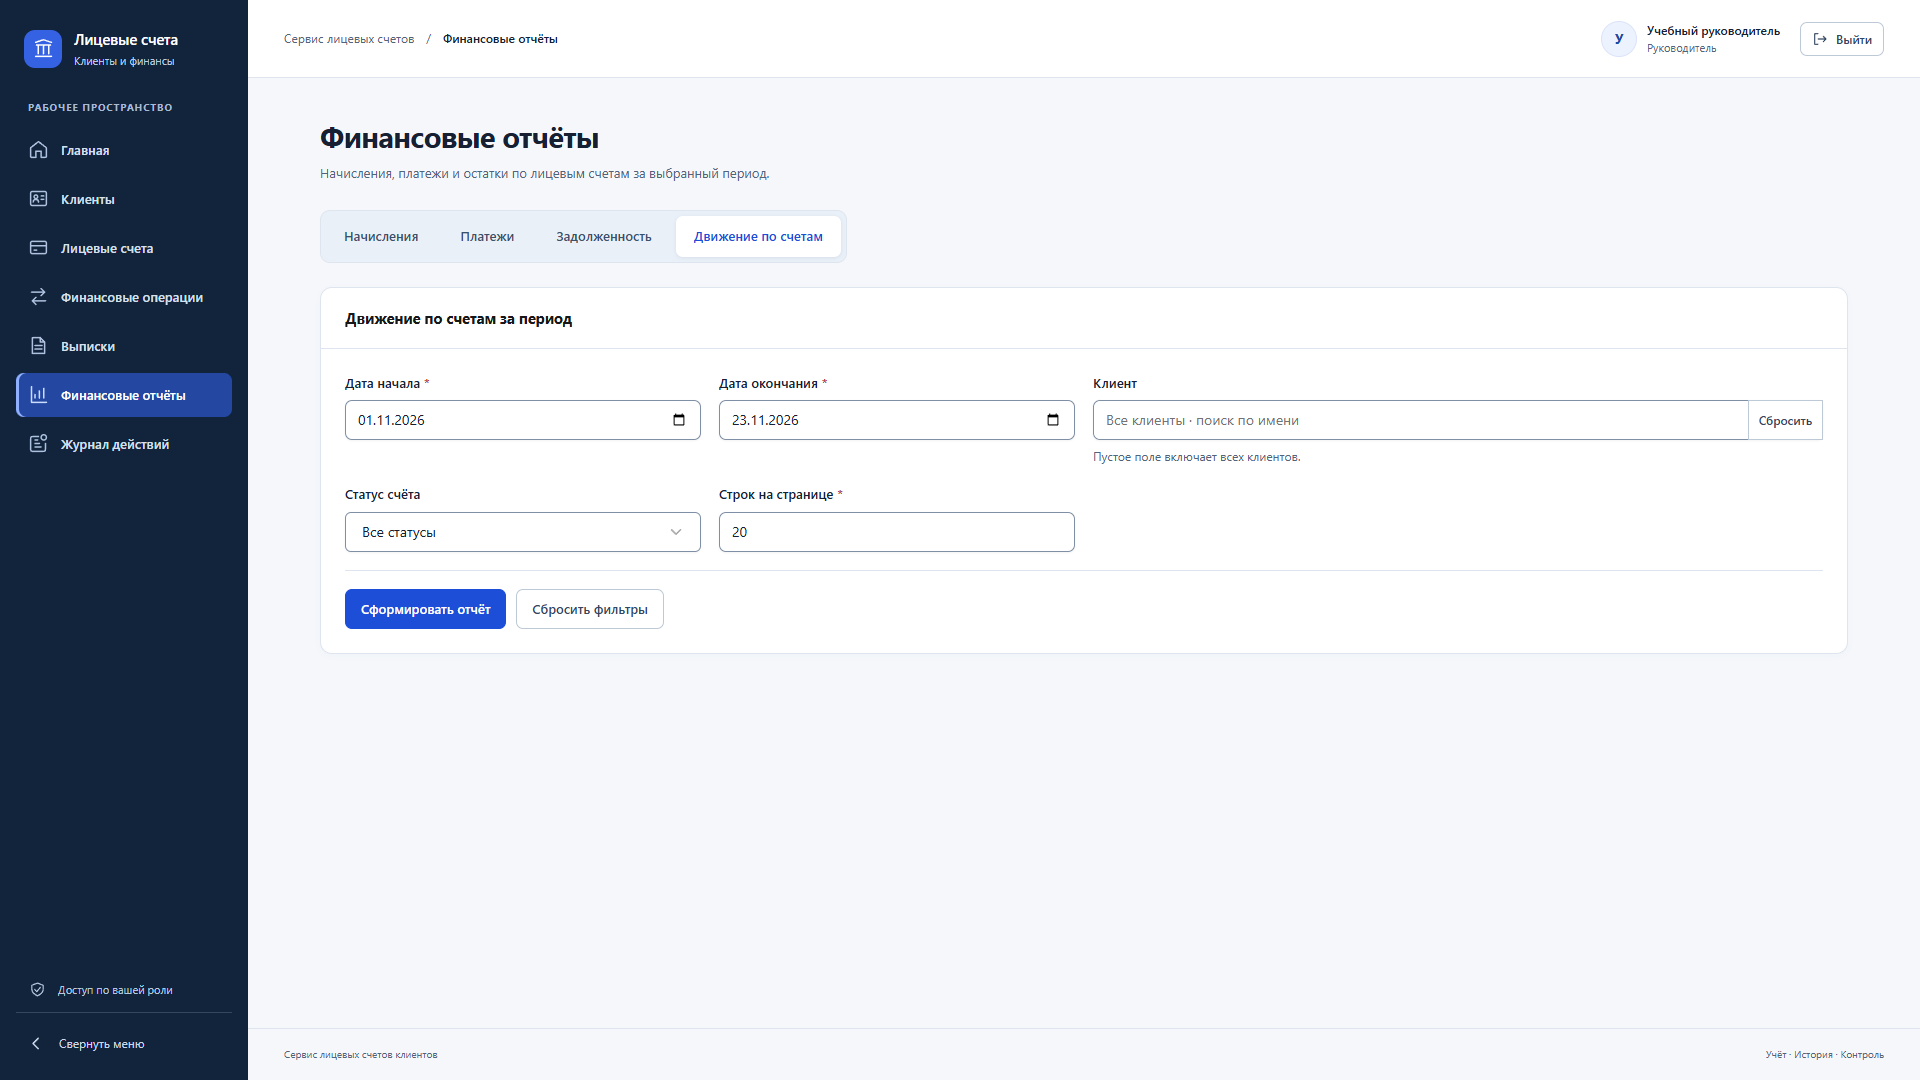 Лицевые счета
Клиенты и финансы
РАБОЧЕЕ ПРОСТРАНСТВО
Главная
Клиенты
Лицевые счета
Финансовые операции
Выписки
Финансовые отчёты
Журнал действий
Доступ по вашей роли
Свернуть меню
Сервис лицевых счетов / Финансовые отчёты
У
Учебный руководитель
Руководитель
Выйти
Финансовые отчёты
Начисления, платежи и остатки по лицевым счетам за выбранный период.
Начисления
Платежи
Задолженность
Движение по счетам
Движение по счетам за период
Дата начала *
01.11.2026
Дата окончания *
23.11.2026
Клиент
Все клиенты · поиск по имени
Сбросить
Пустое поле включает всех клиентов.
Статус счёта
Все статусы
Строк на странице *
20
Сформировать отчёт
Сбросить фильтры
Сервис лицевых счетов клиентов
Учёт · История · Контроль